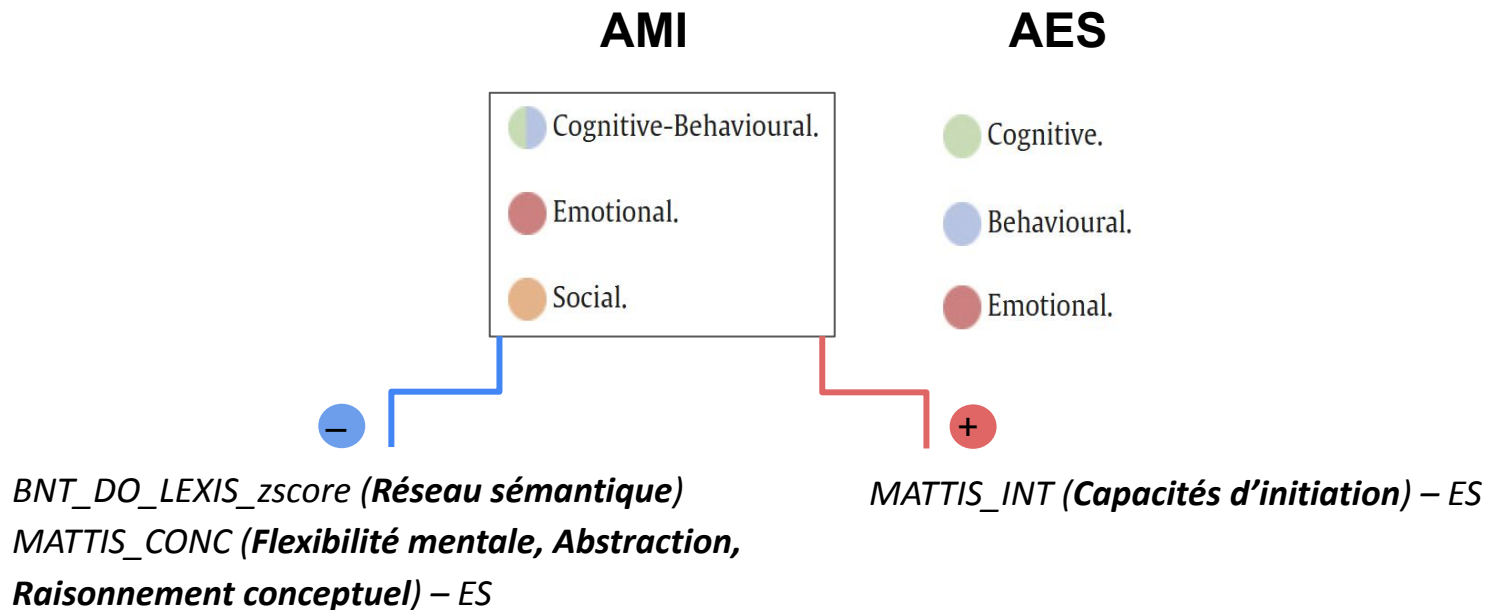 AMI
AES
Cognitive-Behavioural.
Emotional.
Social.
Cognitive.
Behavioural.
Emotional.
–
+
BNT_DO_LEXIS_zscore (Réseau sémantique)
MATTIS_CONC (Flexibilité mentale, Abstraction,
Raisonnement conceptuel) – ES
MATTIS_INT (Capacités d’initiation) – ES